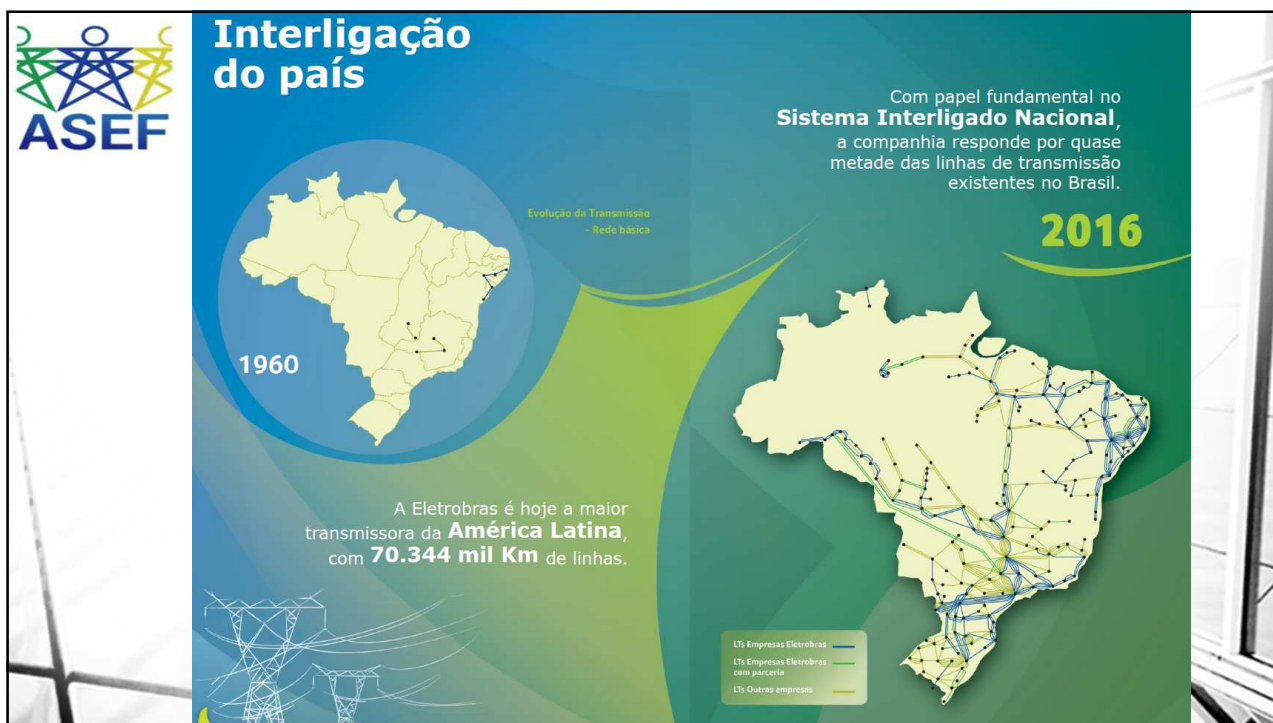 ASEF
Interligação
do país
Com papel fundamental no
Sistema Interligado Nacional,
a companhia responde por quase
metade das linhas de transmissão
existentes no Brasil.
Evolução da Transmissão
- Rede básica
2016
1960
A Eletrobras é hoje a maior
transmissora da América Latina,
com 70.344 mil Km de linhas.
LTs Empresas Eletrobras
LTs Empresas Eletrobras
com parceria
LTs Outras empresas